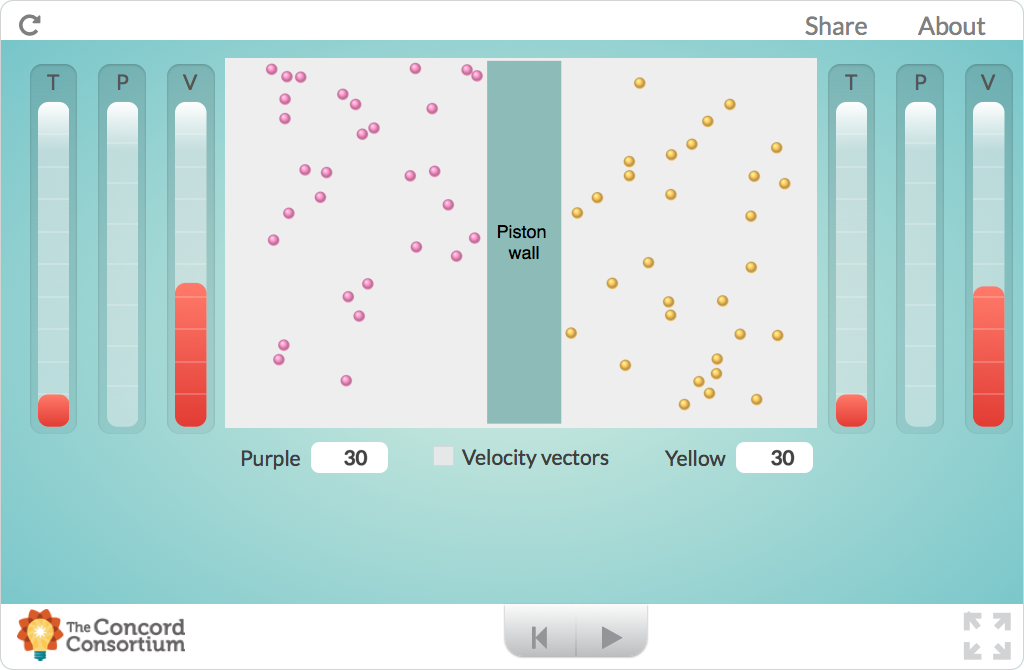 Share About
T P V T P V
Piston
wall
Purple 30 Velocity vectors Yellow 30
The Concord
Consortium